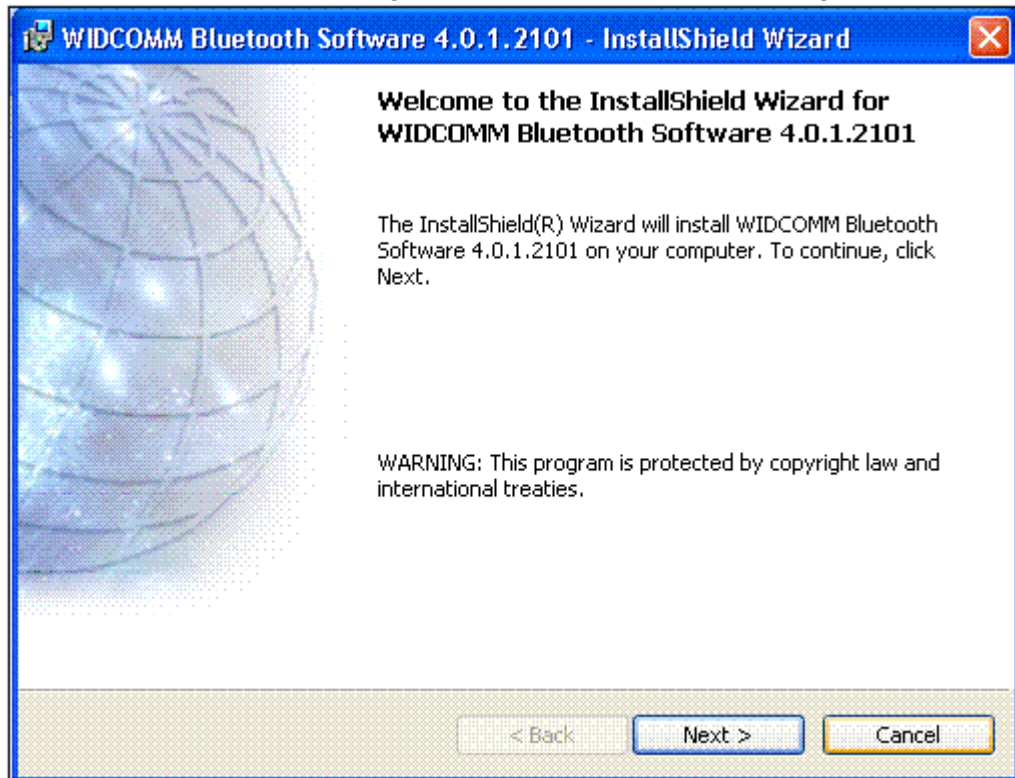 WIDCOMM Bluetooth Software 4.0.1.2101 - InstallShield Wizard
Welcome to the InstallShield Wizard for
WIDCOMM Bluetooth Software 4.0.1.2101
The InstallShield(R) Wizard will install WIDCOMM Bluetooth
Software 4.0.1.2101 on your computer. To continue, click
Next.
WARNING: This program is protected by copyright law and
international treaties.
< Back Next > Cancel